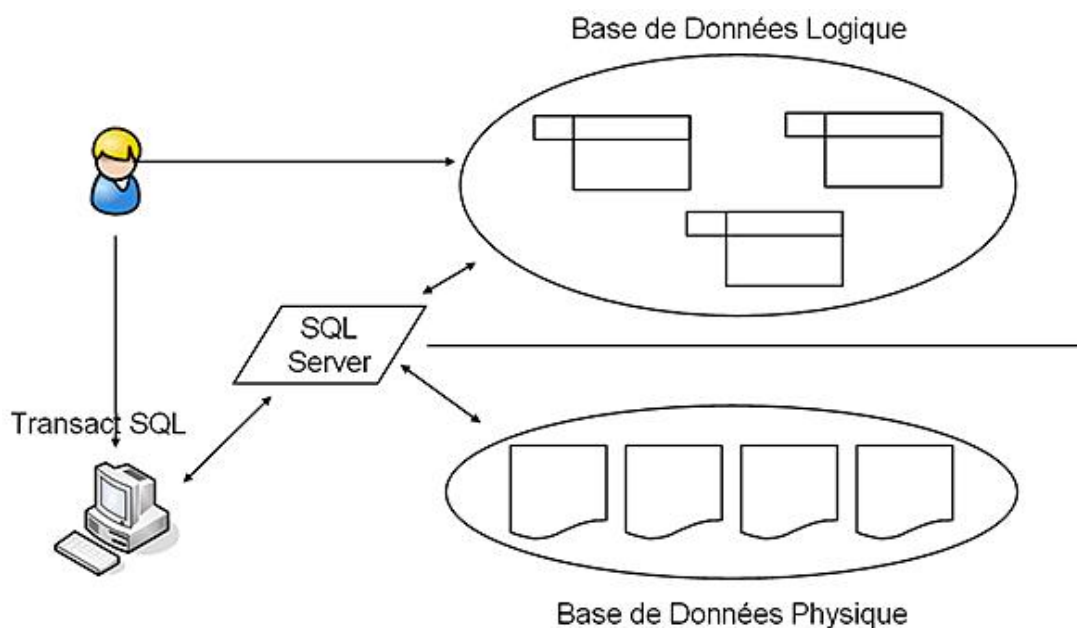 Base de Données Logique
SQL
Server
Transact SQL
Base de Données Physique